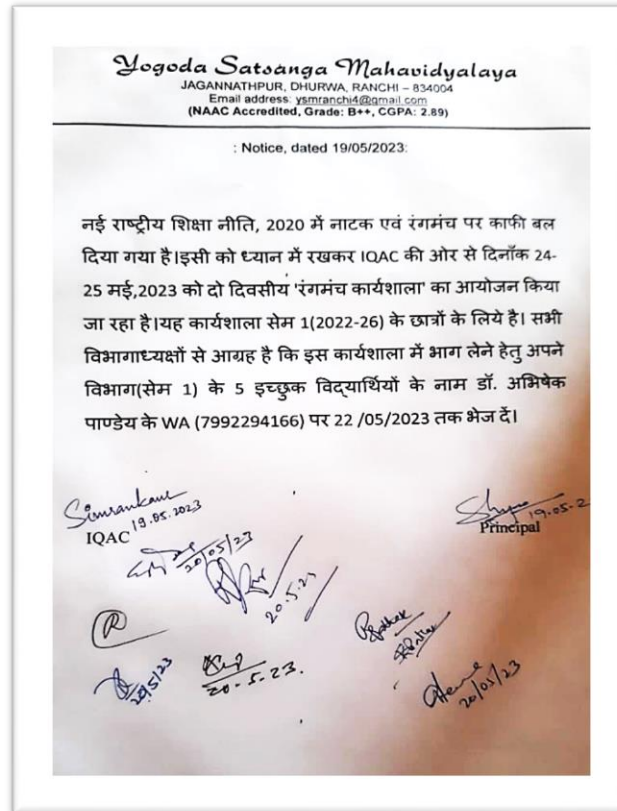 Yogoda Satsanga Mahavidyalaya
JAGANNATHPUR, DHURWA, RANCHI – 834004
Email address: ysmranchi4@gmail.com
(NAAC Accredited, Grade: B++, CGPA: 2.89)
: Notice, dated 19/05/2023:
नई राष्ट्रीय शिक्षा नीति, 2020 में नाटक एवं रंगमंच पर काफी बल
दिया गया है।इसी को ध्यान में रखकर IQAC की ओर से दिनाँक 24-
25 मई,2023 को दो दिवसीय 'रंगमंच कार्यशाला' का आयोजन किया
जा रहा है।यह कार्यशाला सेम 1(2022-26) के छात्रों के लिये है। सभी
विभागाध्यक्षों से आग्रह है कि इस कार्यशाला में भाग लेने हेतु अपने
विभाग(सेम 1) के 5 इच्छुक विद्यार्थियों के नाम डॉ. अभिषेक
पाण्डेय के WA (7992294166) पर 22 /05/2023 तक भेज दें।
Simrankaur
19.05.2023
19.05.2
IQAC
Principal
20/05/23
20.5.23
20.5.23
20/05/23